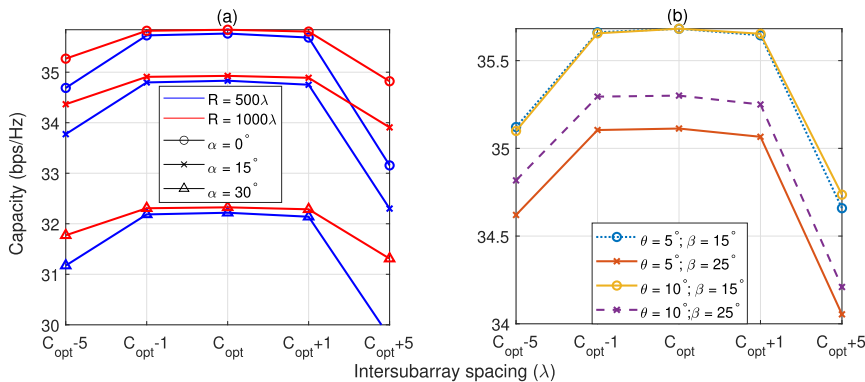 (a)
Capacity (bps/Hz)
35
34
33
32
31
30
R = 500λ
R = 1000λ
α = 0°
α = 15°
α = 30°
C_opt-5
C_opt-1
C_opt
C_opt+1
C_opt+5
(b)
35.5
35
34.5
34
θ = 5°; β = 15°
θ = 5°; β = 25°
θ = 10°; β = 15°
θ = 10°;β = 25°
C_opt-5
C_opt-1
C_opt
C_opt+1
C_opt+5
Intersubarray spacing (λ)